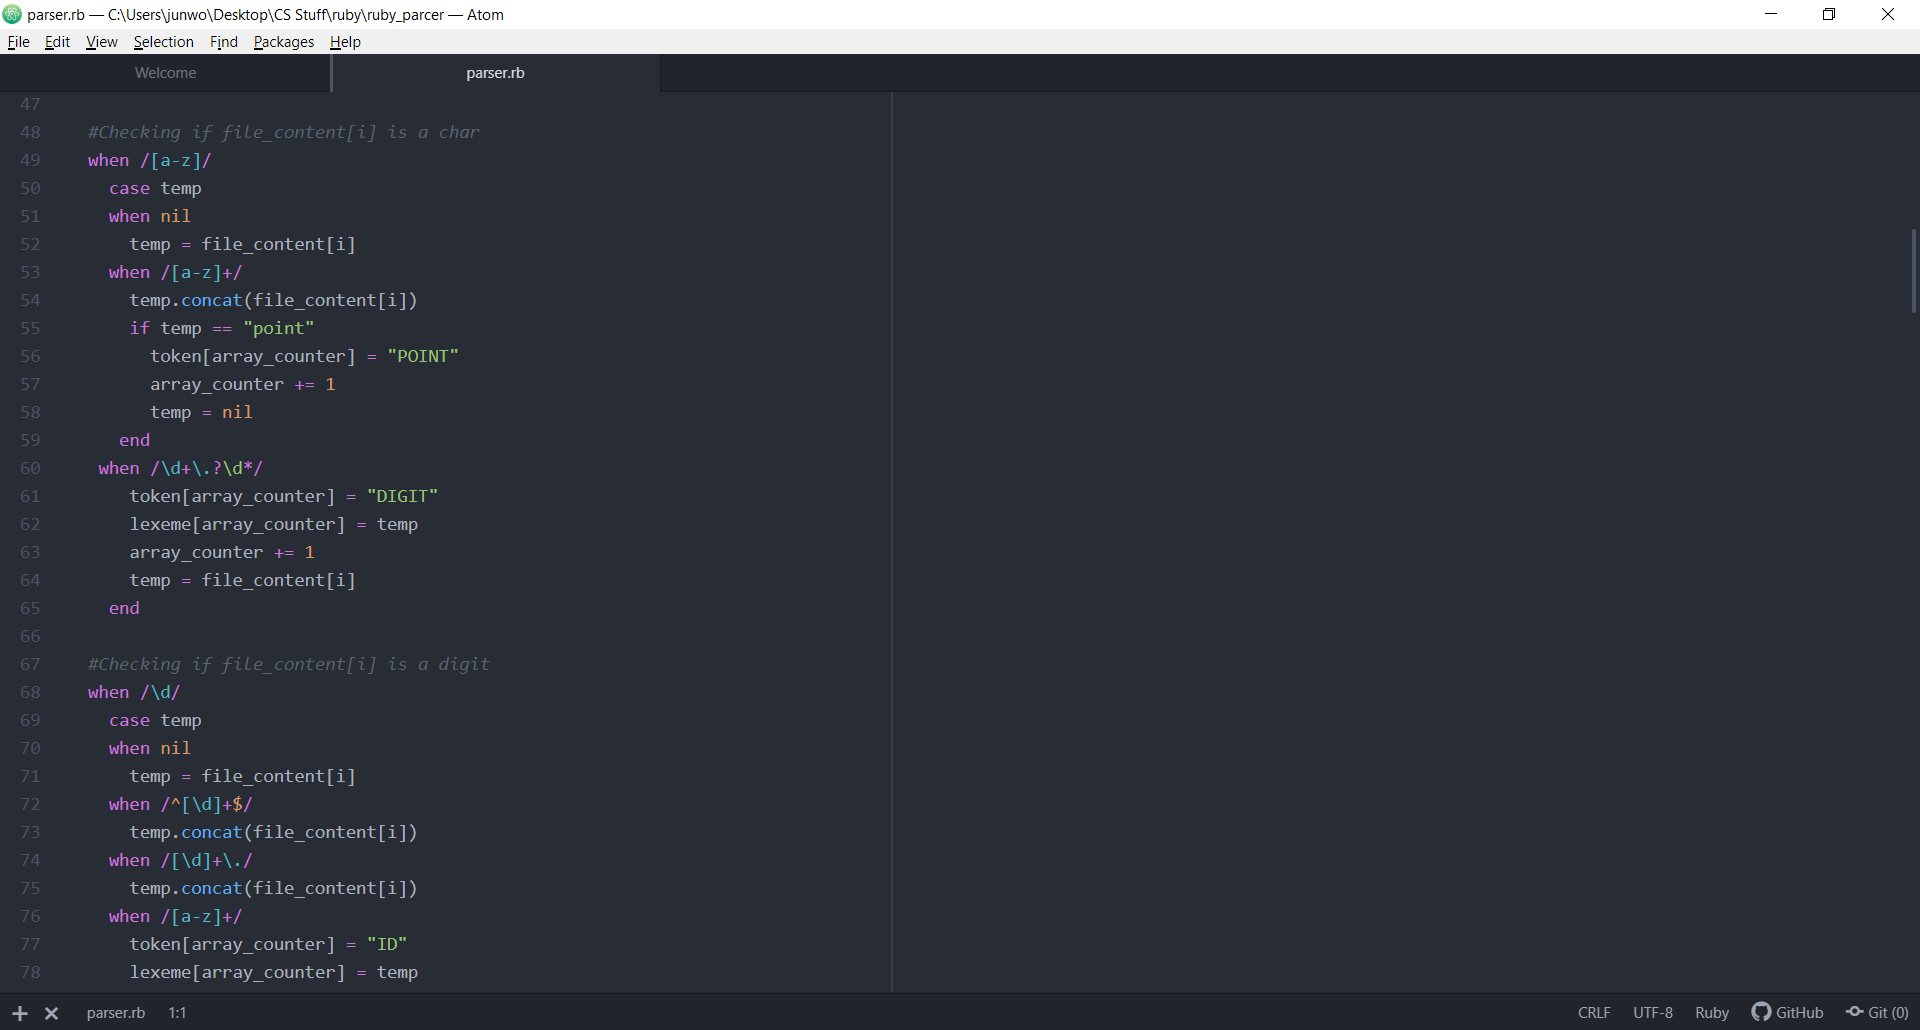 parser.rb — C:\Users\junwo\Desktop\CS Stuff\ruby\ruby_parcer — Atom
File Edit View Selection Find Packages Help
Welcome parser.rb
47
48 #Checking if file_content[i] is a char
49 when /[a-z]/
50 case temp
51 when nil
52 temp = file_content[i]
53 when /[a-z]+/
54 temp.concat(file_content[i])
55 if temp == "point"
56 token[array_counter] = "POINT"
57 array_counter += 1
58 temp = nil
59 end
60 when /\d+\.?\d*/
61 token[array_counter] = "DIGIT"
62 lexeme[array_counter] = temp
63 array_counter += 1
64 temp = file_content[i]
65 end
66
67 #Checking if file_content[i] is a digit
68 when /\d/
69 case temp
70 when nil
71 temp = file_content[i]
72 when /^[\d]+$/
73 temp.concat(file_content[i])
74 when /[\d]+\./
75 temp.concat(file_content[i])
76 when /[a-z]+/
77 token[array_counter] = "ID"
78 lexeme[array_counter] = temp
parser.rb 1:1 CRLF UTF-8 Ruby GitHub Git (0)